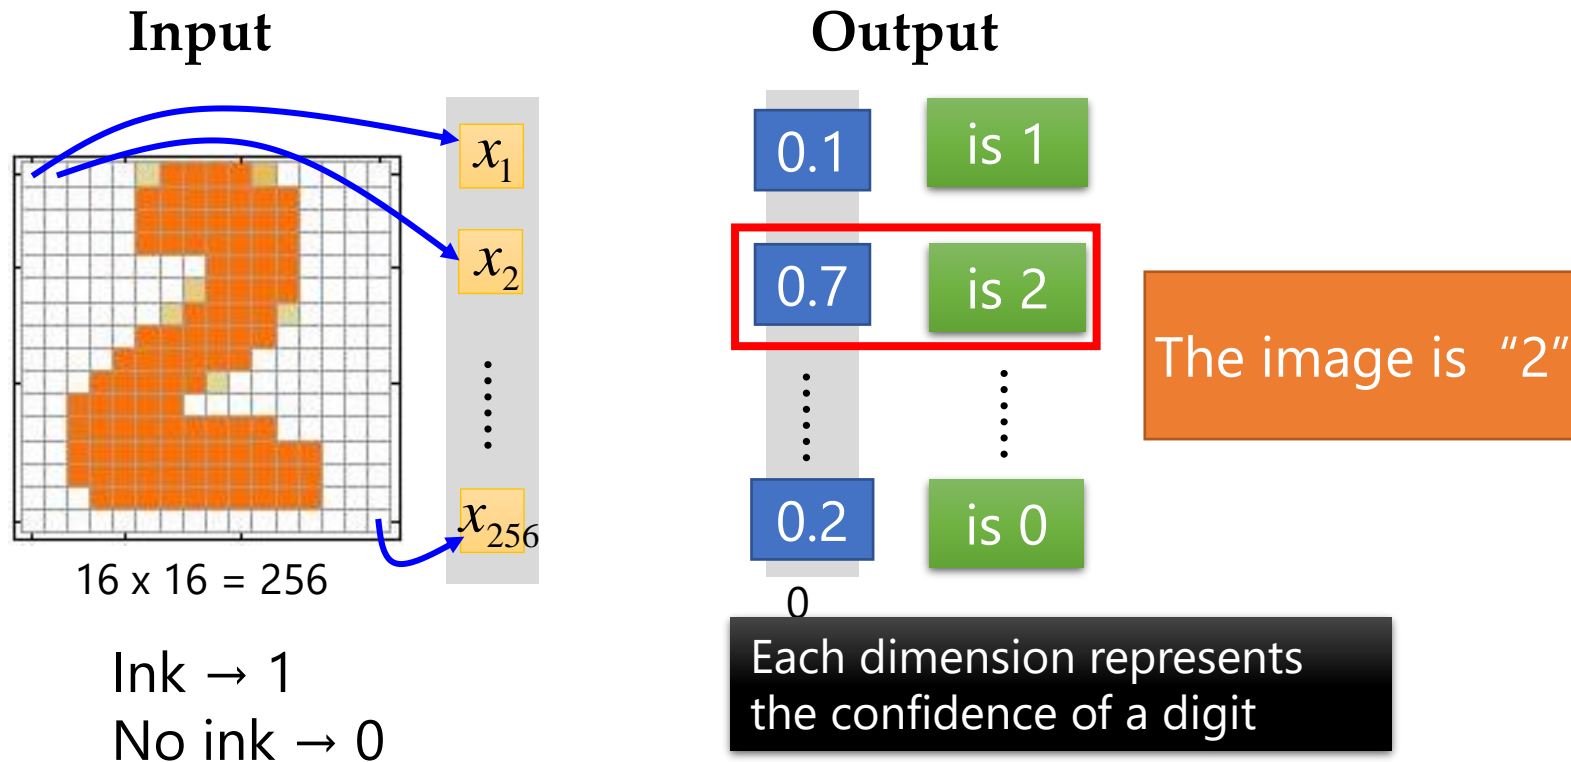 Input
x1
x2
x256
16 x 16 = 256
Ink → 1
No ink → 0
Output
0.1 is 1
0.7 is 2
0.2 is 0
0
The image is “2”
Each dimension represents
the confidence of a digit